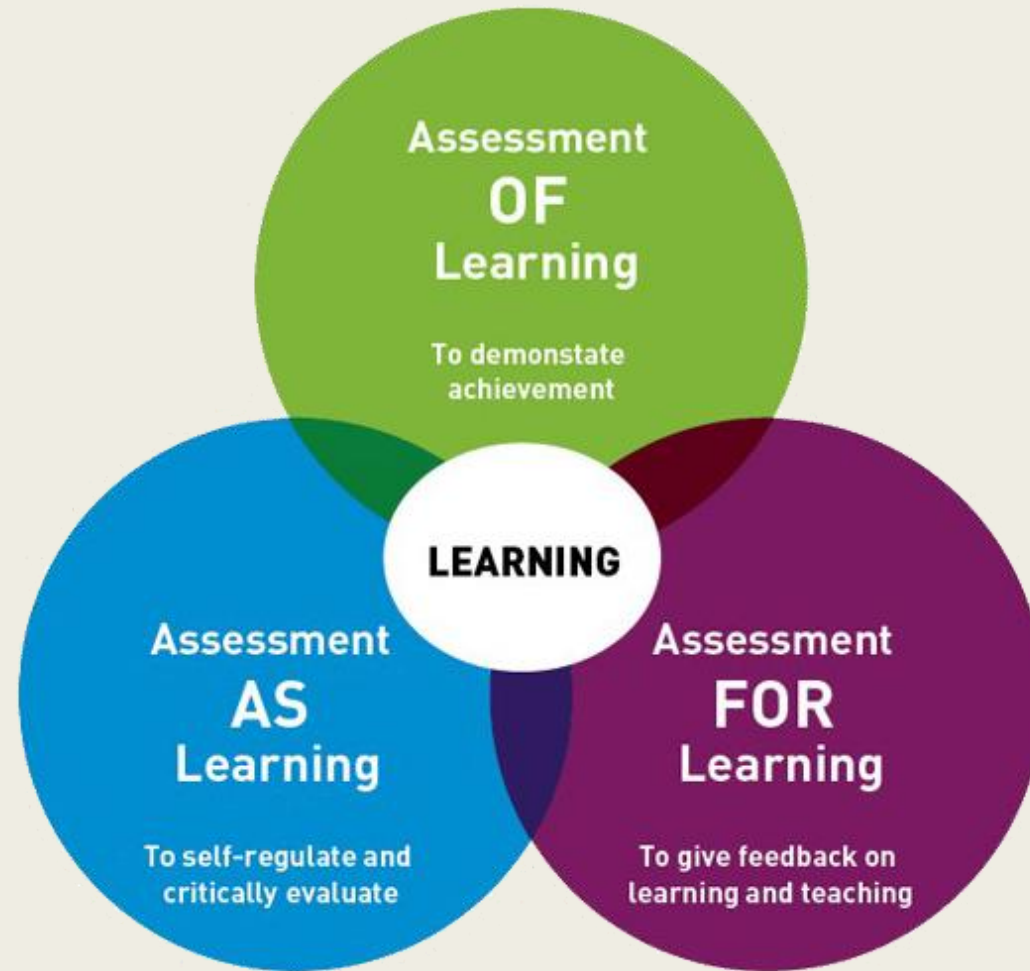 Assessment
OF
Learning
To demonstate
achievement
LEARNING
Assessment
AS
Learning
To self-regulate and
critically evaluate
Assessment
FOR
Learning
To give feedback on
learning and teaching